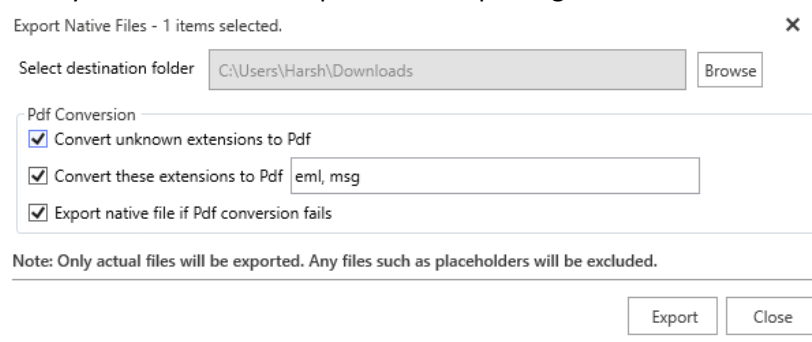 Export Native Files - 1 items selected.
Select destination folder C:\Users\Harsh\Downloads Browse
Pdf Conversion
Convert unknown extensions to Pdf
Convert these extensions to Pdf eml, msg
Export native file if Pdf conversion fails
Note: Only actual files will be exported. Any files such as placeholders will be excluded.
Export Close